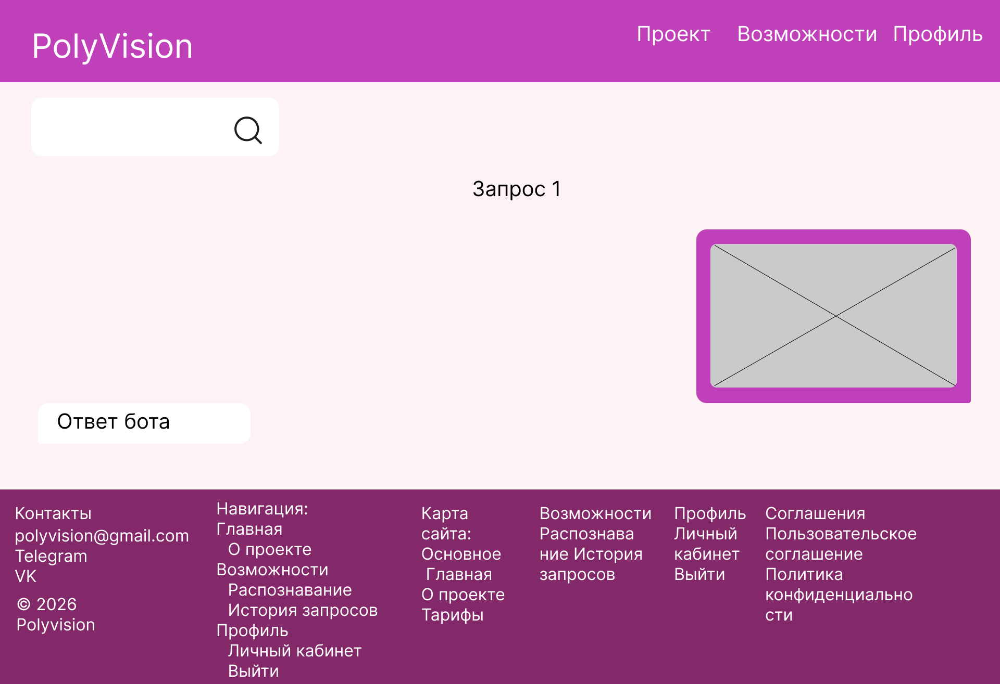 PolyVision
Проект
Возможности
Профиль
Запрос 1
Ответ бота
Контакты
polyvision@gmail.com
Telegram
VK
© 2026
Polyvision
Навигация:
Главная
О проекте
Возможности
Распознавание
История запросов
Профиль
Личный кабинет
Выйти
Карта
сайта:
Основное
Главная
О проекте
Тарифы
Возможности
Распознава
ние История
запросов
Профиль
Личный
кабинет
Выйти
Соглашения
Пользовательское
соглашение
Политика
конфиденциально
сти